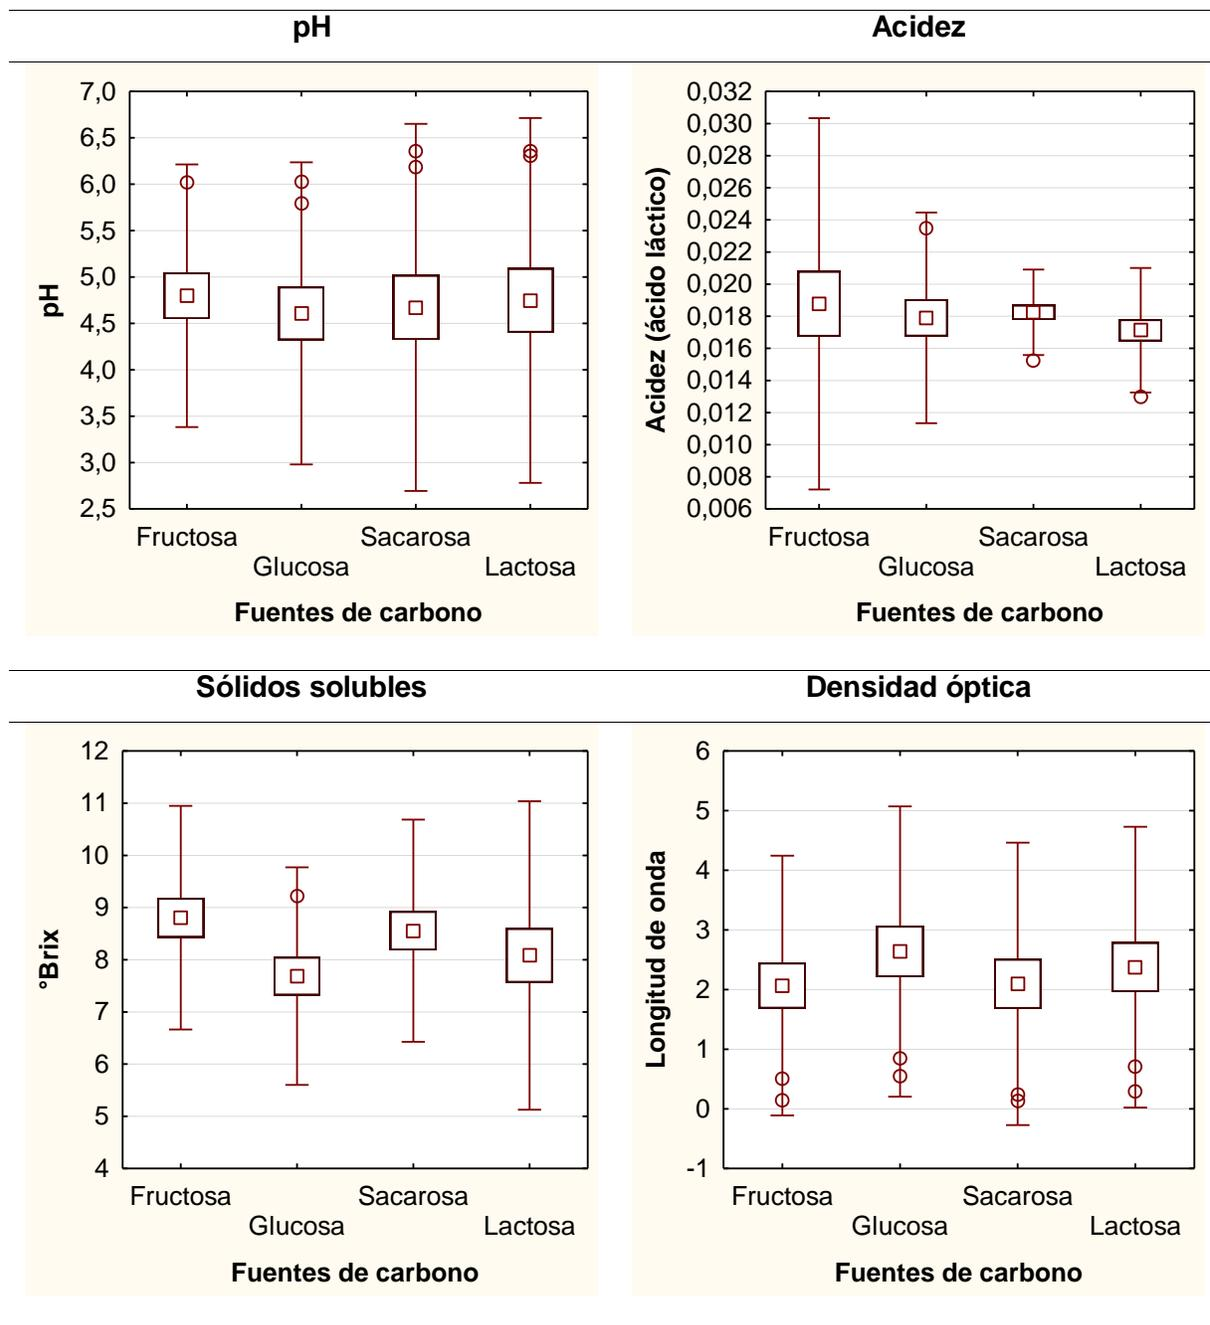 pH
Acidez
7,0
6,5
6,0
5,5
5,0
4,5
4,0
3,5
3,0
2,5
pH
Fructosa
Glucosa
Sacarosa
Lactosa
Fuentes de carbono
0,032
0,030
0,028
0,026
0,024
0,022
0,020
0,018
0,016
0,014
0,012
0,010
0,008
0,006
Acidez (ácido láctico)
Fructosa
Glucosa
Sacarosa
Lactosa
Fuentes de carbono
Sólidos solubles
Densidad óptica
12
11
10
9
8
7
6
5
4
°Brix
Fructosa
Glucosa
Sacarosa
Lactosa
Fuentes de carbono
6
5
4
3
2
1
0
-1
Longitud de onda
Fructosa
Glucosa
Sacarosa
Lactosa
Fuentes de carbono